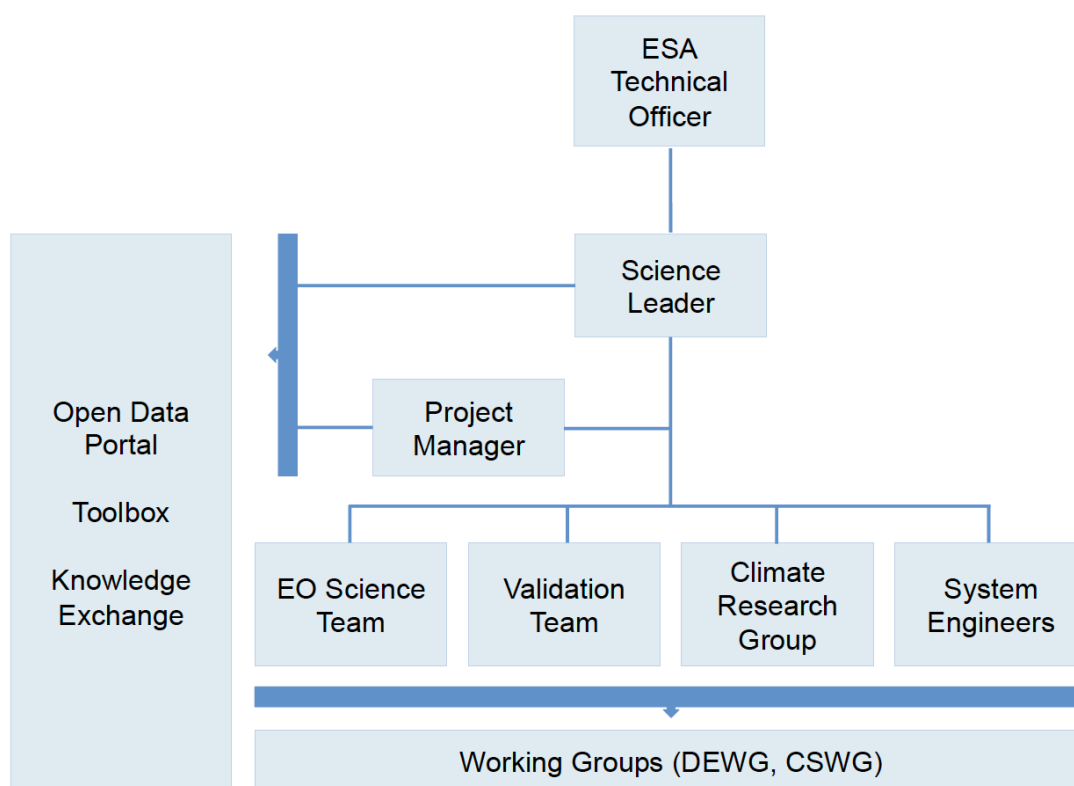 ESA
Technical
Officer
Science
Leader
Project
Manager
Open Data
Portal
Toolbox
Knowledge
Exchange
EO Science
Team
Validation
Team
Climate
Research
Group
System
Engineers
Working Groups (DEWG, CSWG)